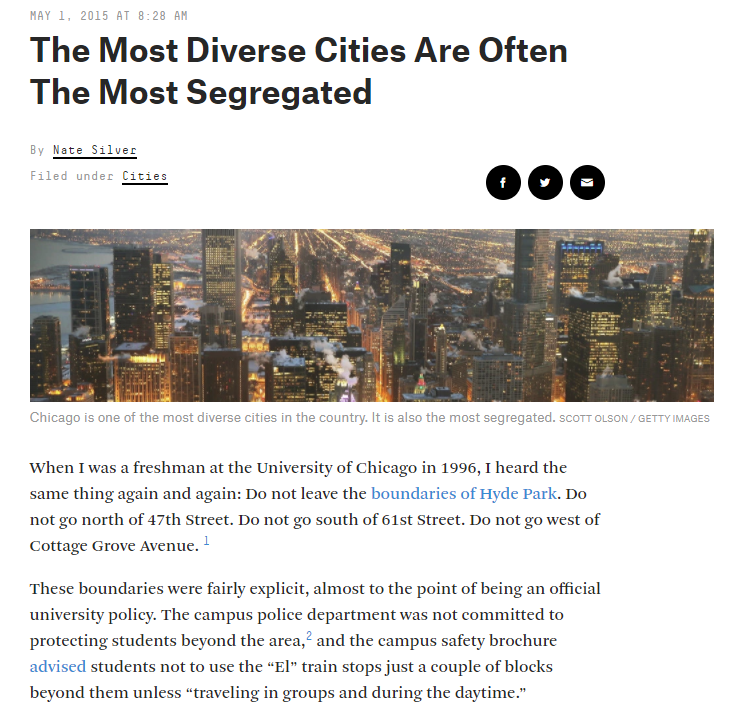 MAY 1, 2015 AT 8:28 AM
The Most Diverse Cities Are Often
The Most Segregated
By Nate Silver
Filed under Cities
f
Chicago is one of the most diverse cities in the country. It is also the most segregated. SCOTT OLSON / GETTY IMAGES
When I was a freshman at the University of Chicago in 1996, I heard the
same thing again and again: Do not leave the boundaries of Hyde Park. Do
not go north of 47th Street. Do not go south of 61st Street. Do not go west of
Cottage Grove Avenue. 1
These boundaries were fairly explicit, almost to the point of being an official
university policy. The campus police department was not committed to
protecting students beyond the area,2 and the campus safety brochure
advised students not to use the “El” train stops just a couple of blocks
beyond them unless “traveling in groups and during the daytime.”